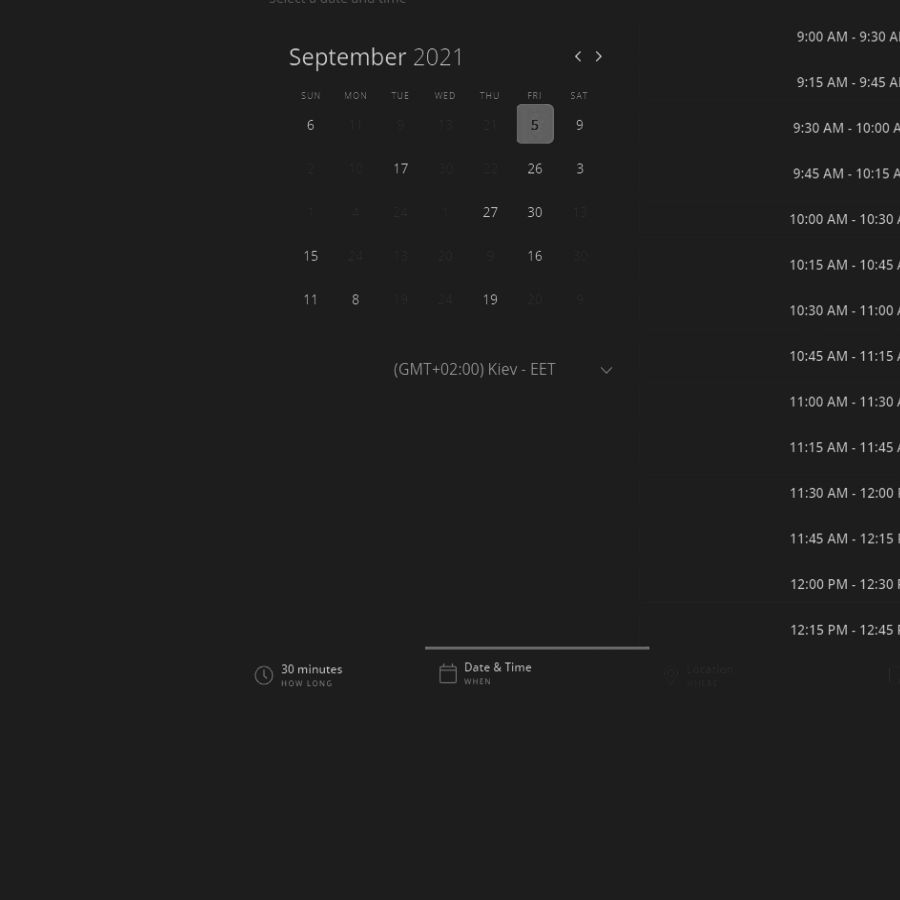 Select a date and time
September 2021
SUN MON TUE WED THU FRI SAT
6 11 9 13 21 5 9
2 10 17 30 22 26 3
1 4 24 1 27 30 13
15 24 13 20 9 16 30
11 8 19 24 19 20 9
(GMT+02:00) Kiev - EET
9:00 AM - 9:30 A
9:15 AM - 9:45 A
9:30 AM - 10:00 A
9:45 AM - 10:15 A
10:00 AM - 10:30 A
10:15 AM - 10:45 A
10:30 AM - 11:00 A
10:45 AM - 11:15 A
11:00 AM - 11:30 A
11:15 AM - 11:45 A
11:30 AM - 12:00 P
11:45 AM - 12:15 P
12:00 PM - 12:30 P
12:15 PM - 12:45 P
30 minutes
HOW LONG
Date & Time
WHEN
Location
WHERE